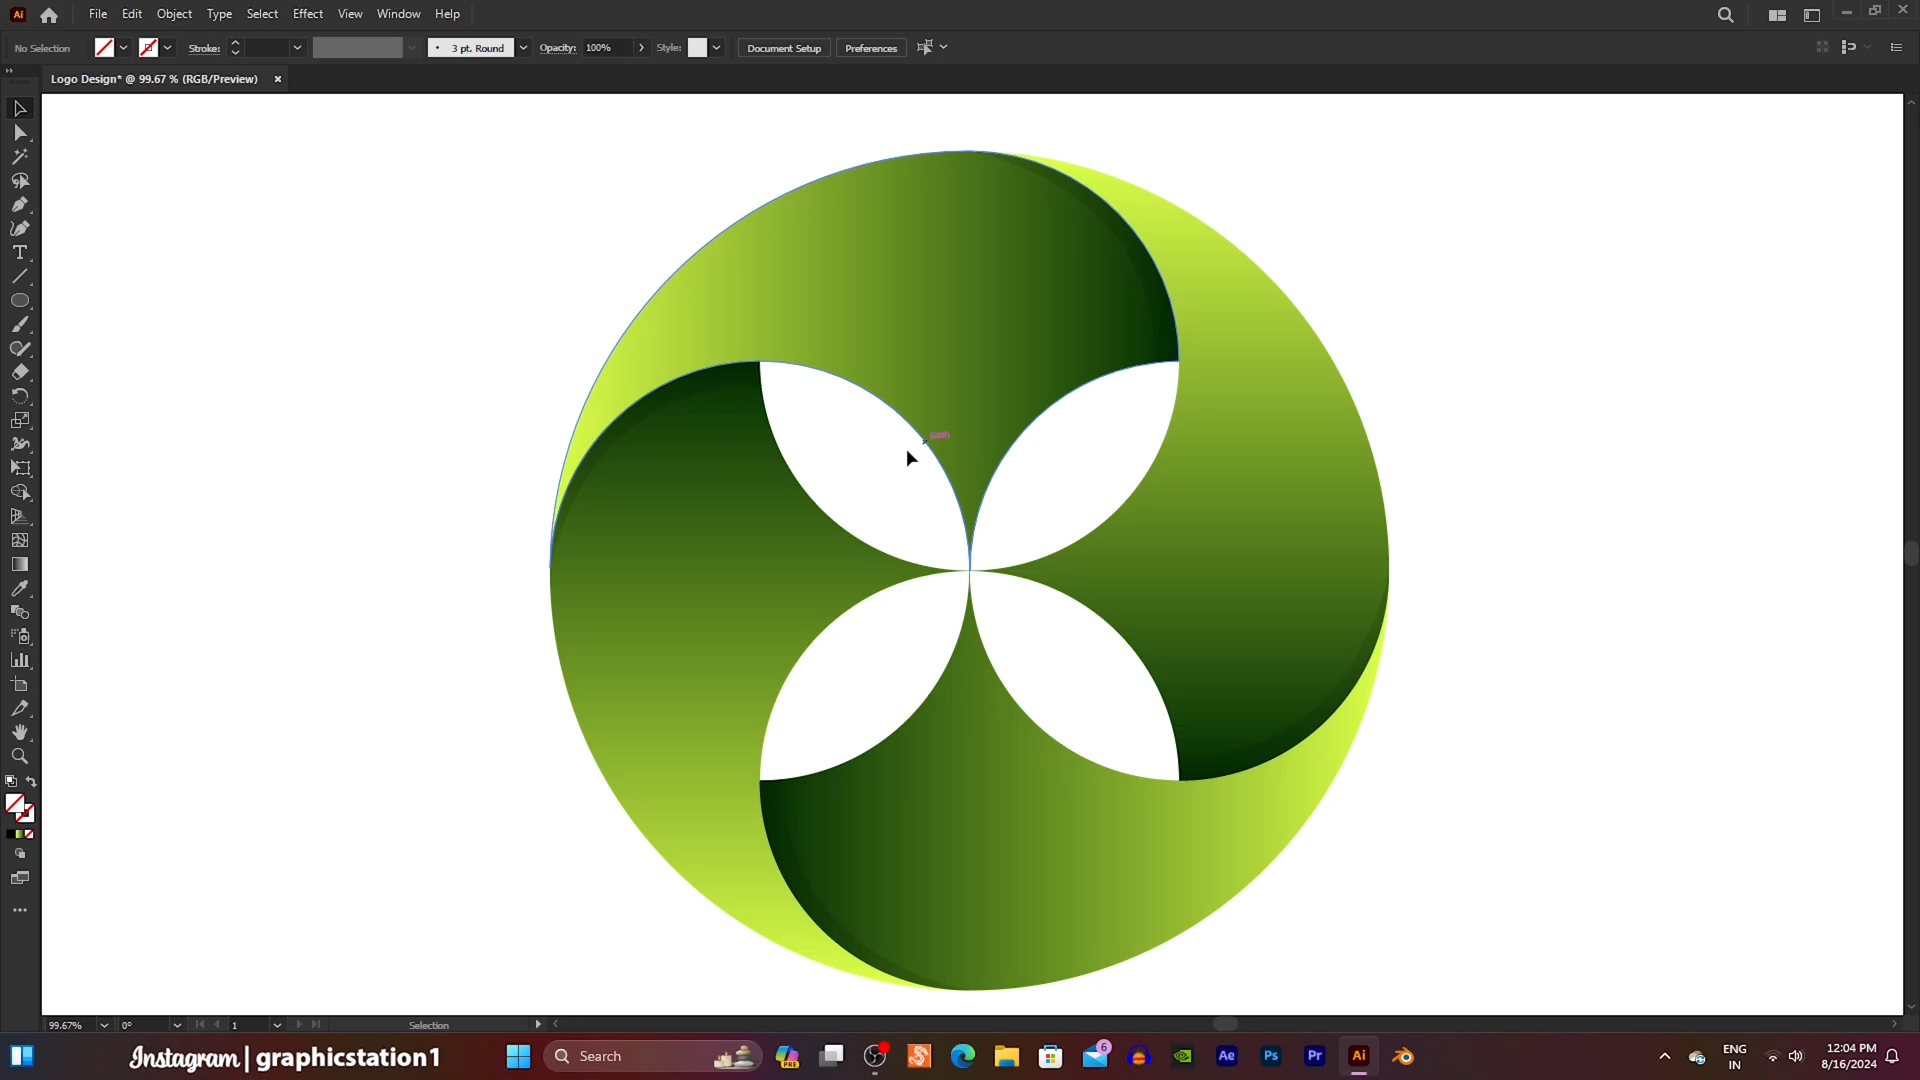 Ai File Edit Object Type Select Effect View Window Help
No Selection Stroke: 3 pt. Round Opacity: 100% Style: Document Setup Preferences
Logo Design* @ 99.67 % (RGB/Preview)
path
99.67% 0° 1 Selection
Instagram | graphicstation1 Search PRE 6 Ae Ps Pr Ai ENG 12:04 PM
IN 8/16/2024